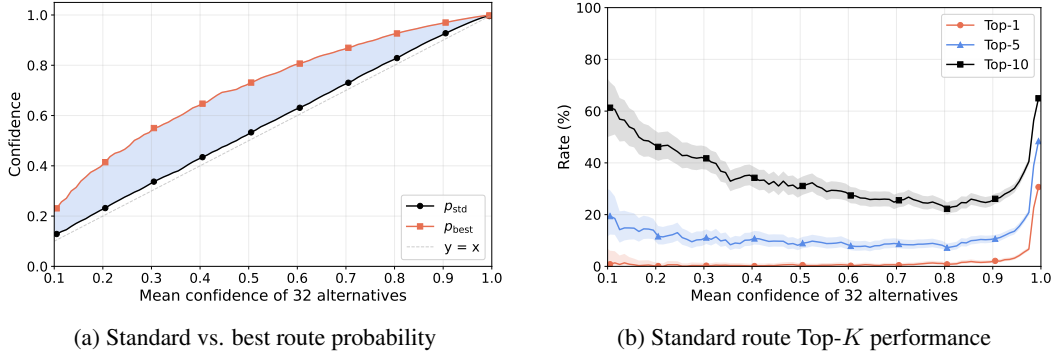 Confidence
1.0
0.8
0.6
0.4
0.2
0.0
0.1 0.2 0.3 0.4 0.5 0.6 0.7 0.8 0.9 1.0
Mean confidence of 32 alternatives
p_std
p_best
y = x
(a) Standard vs. best route probability
Rate (%)
100
80
60
40
20
0
0.1 0.2 0.3 0.4 0.5 0.6 0.7 0.8 0.9 1.0
Mean confidence of 32 alternatives
Top-1
Top-5
Top-10
(b) Standard route Top-K performance